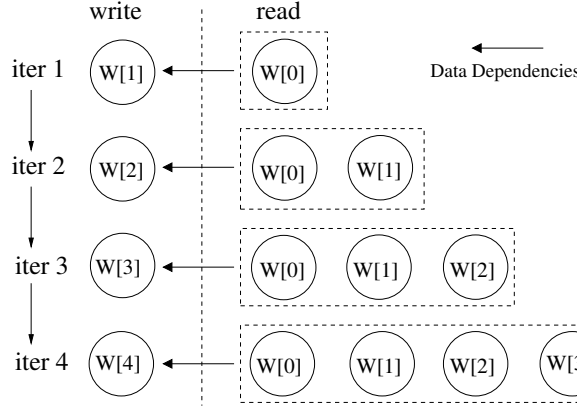 write read
iter 1 W[1] W[0]
Data Dependencies
iter 2 W[2] W[0] W[1]
iter 3 W[3] W[0] W[1] W[2]
iter 4 W[4] W[0] W[1] W[2]